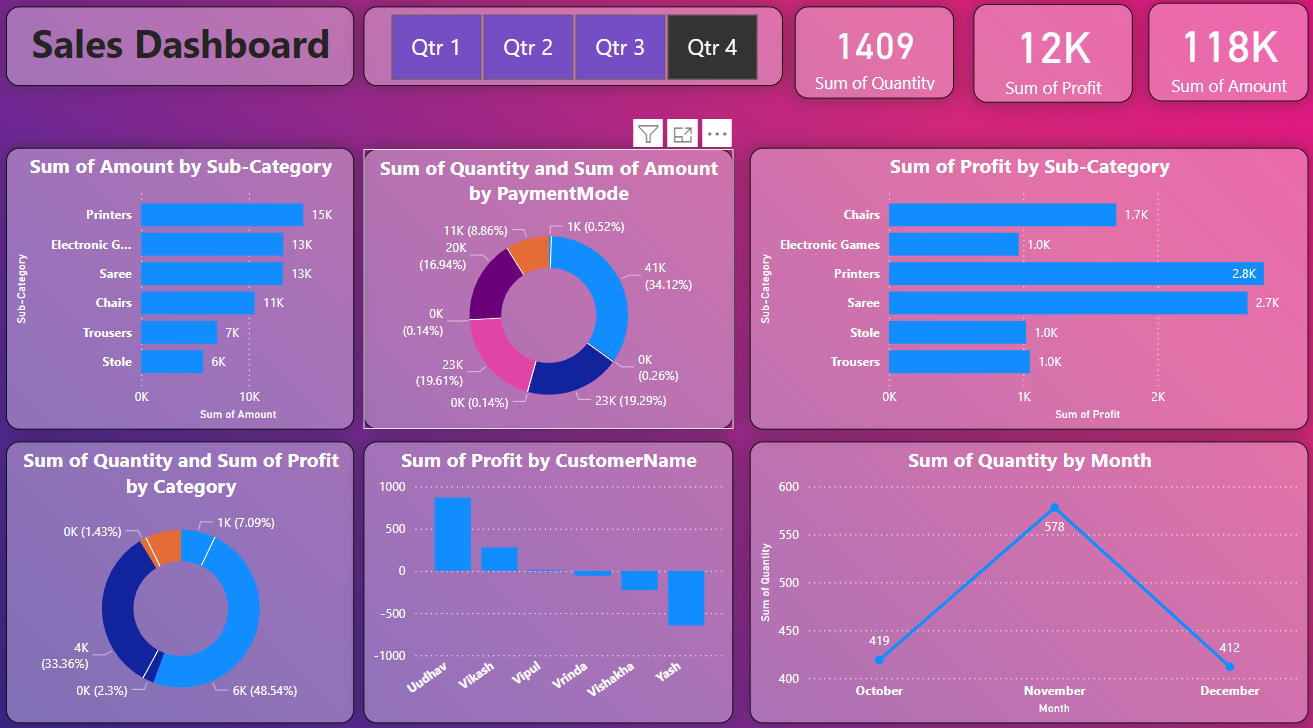 Sales Dashboard
Qtr 1
Qtr 2
Qtr 3
Qtr 4
1409
Sum of Quantity
12K
Sum of Profit
118K
Sum of Amount
Sum of Amount by Sub-Category
Sub-Category
Printers
15K
Electronic G...
13K
Saree
13K
Chairs
11K
Trousers
7K
Stole
6K
0K
10K
Sum of Amount
Sum of Quantity and Sum of Amount
by PaymentMode
1K (0.52%)
41K
(34.12%)
0K
(0.26%)
23K (19.29%)
0K (0.14%)
23K
(19.61%)
0K
(0.14%)
20K
(16.94%)
11K (8.86%)
Sum of Profit by Sub-Category
Sub-Category
Chairs
1.7K
Electronic Games
1.0K
Printers
2.8K
Saree
2.7K
Stole
1.0K
Trousers
1.0K
0K
1K
2K
Sum of Profit
Sum of Quantity and Sum of Profit
by Category
1K (7.09%)
6K (48.54%)
0K (2.3%)
4K
(33.36%)
0K (1.43%)
Sum of Profit by CustomerName
1000
500
0
-500
-1000
Uudhav
Vikash
Vipul
Vrinda
Vishakha
Yash
Sum of Quantity by Month
Sum of Quantity
600
550
500
450
400
419
578
412
October
November
December
Month